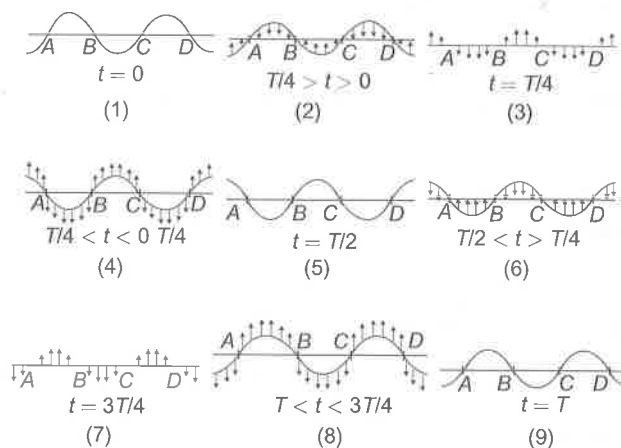 A B C D
t = 0
(1)
A B C D
T/4 > t > 0
(2)
A B C D
t = T/4
(3)
A B C D
T/4 < t < 0 T/4
(4)
A B C D
t = T/2
(5)
A B C D
T/2 < t > T/4
(6)
A B C D
t = 3T/4
(7)
A B C D
T < t < 3T/4
(8)
A B C D
t = T
(9)